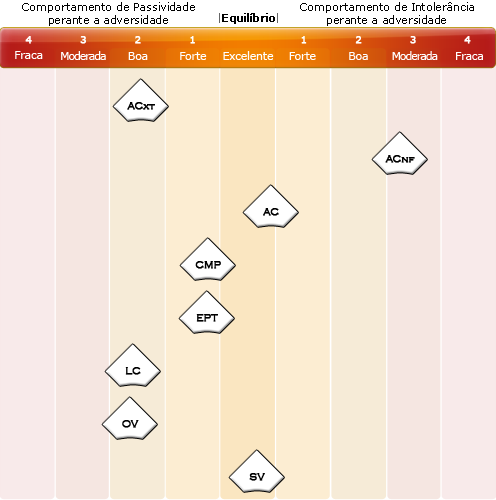 Comportamento de Passividade
perante a adversidade
|Equilíbrio|
Comportamento de Intolerância
perante a adversidade
4 3 2 1 1 2 3 4
Fraca Moderada Boa Forte Excelente Forte Boa Moderada Fraca
ACXT
ACNF
AC
CMP
EPT
LC
OV
SV